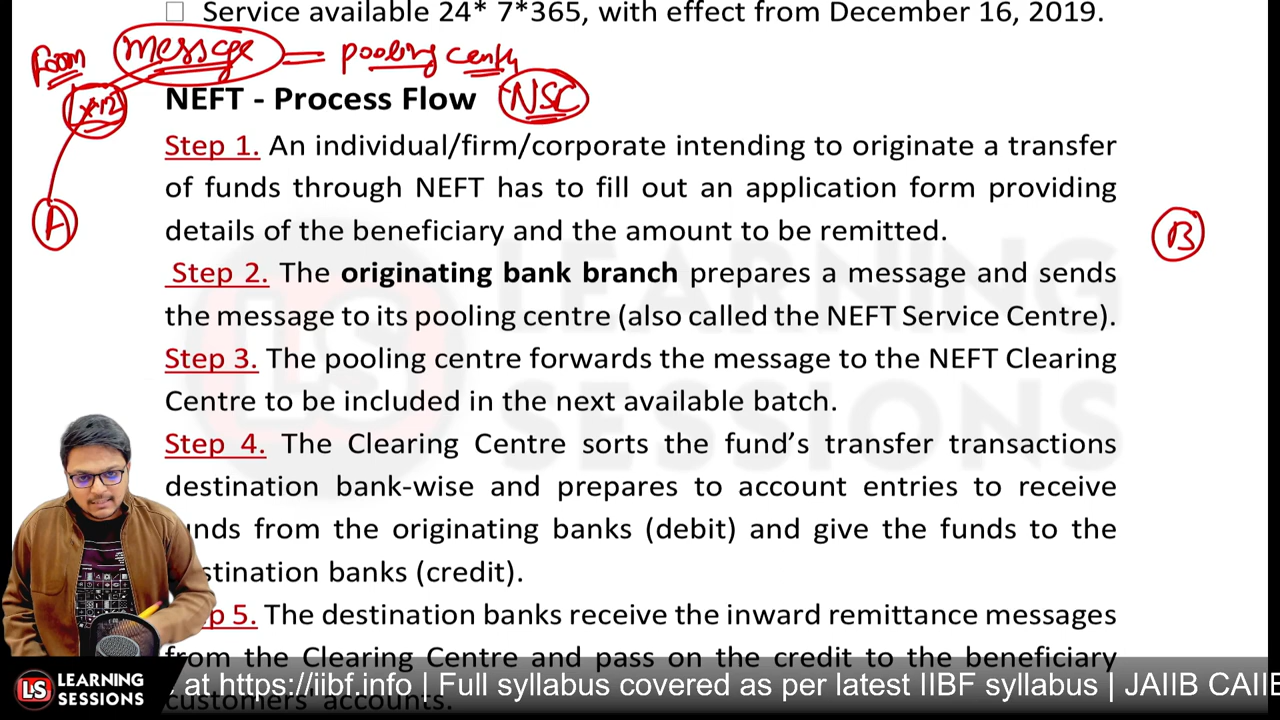 ☐ Service available 24* 7*365, with effect from December 16, 2019.
form message = pooling centre
NEFT - Process Flow NSC
Step 1. An individual/firm/corporate intending to originate a transfer
of funds through NEFT has to fill out an application form providing
details of the beneficiary and the amount to be remitted.
A
B
Step 2. The originating bank branch prepares a message and sends
the message to its pooling centre (also called the NEFT Service Centre).
Step 3. The pooling centre forwards the message to the NEFT Clearing
Centre to be included in the next available batch.
Step 4. The Clearing Centre sorts the fund's transfer transactions
destination bank-wise and prepares to account entries to receive
unds from the originating banks (debit) and give the funds to the
stination banks (credit).
p 5. The destination banks receive the inward remittance messages
from the Clearing Centre and pass on the credit to the beneficiary
customers' accounts.
LS LEARNING SESSIONS
at https://iibf.info | Full syllabus covered as per latest IIBF syllabus | JAIIB CAIIB
LS LEARNING
SESSIONS